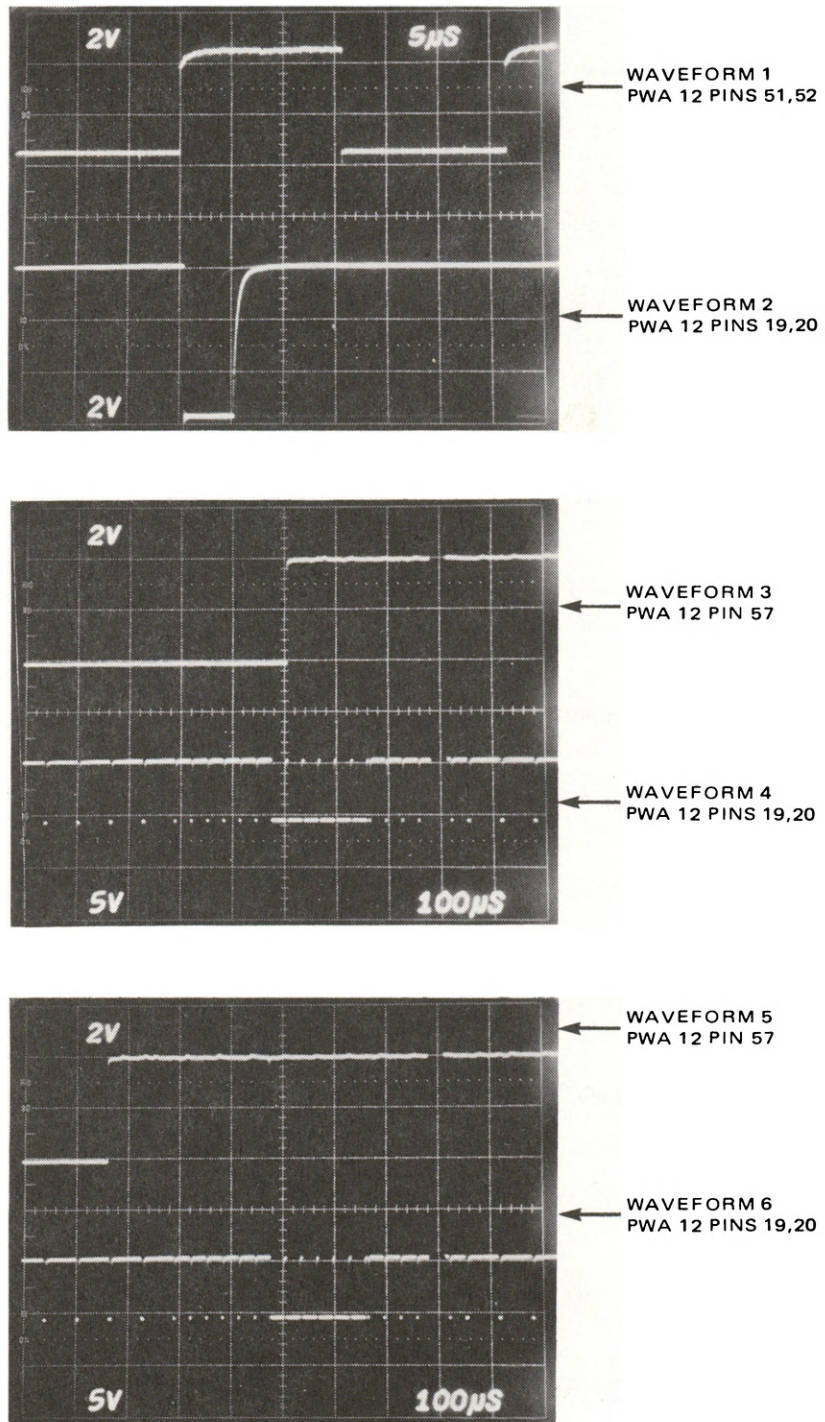 2V 5μS
WAVEFORM 1
PWA 12 PINS 51,52
WAVEFORM 2
PWA 12 PINS 19,20
2V
2V
WAVEFORM 3
PWA 12 PIN 57
WAVEFORM 4
PWA 12 PINS 19,20
5V 100μS
WAVEFORM 5
PWA 12 PIN 57
2V
WAVEFORM 6
PWA 12 PINS 19,20
5V 100μS